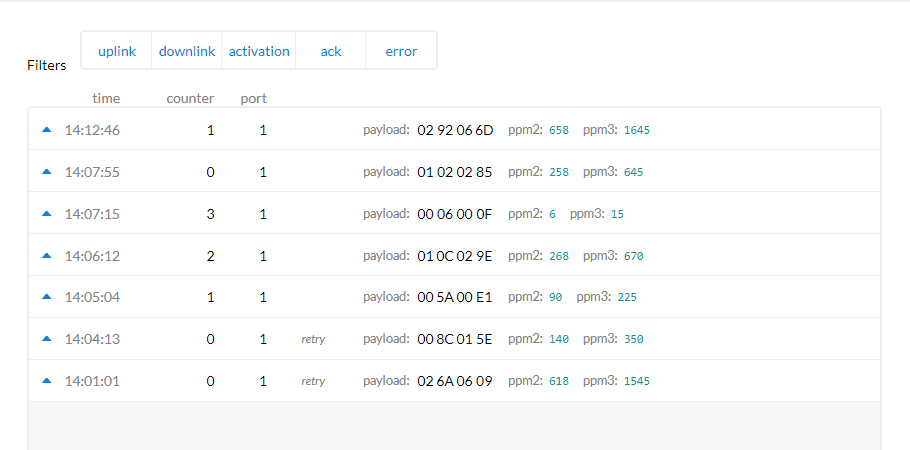 Filters uplink downlink activation ack error
time counter port
14:12:46 1 1 payload: 02 92 06 6D ppm2: 658 ppm3: 1645
14:07:55 0 1 payload: 01 02 02 85 ppm2: 258 ppm3: 645
14:07:15 3 1 payload: 00 06 00 0F ppm2: 6 ppm3: 15
14:06:12 2 1 payload: 01 0C 02 9E ppm2: 268 ppm3: 670
14:05:04 1 1 payload: 00 5A 00 E1 ppm2: 90 ppm3: 225
14:04:13 0 1 retry payload: 00 8C 01 5E ppm2: 140 ppm3: 350
14:01:01 0 1 retry payload: 02 6A 06 09 ppm2: 618 ppm3: 1545